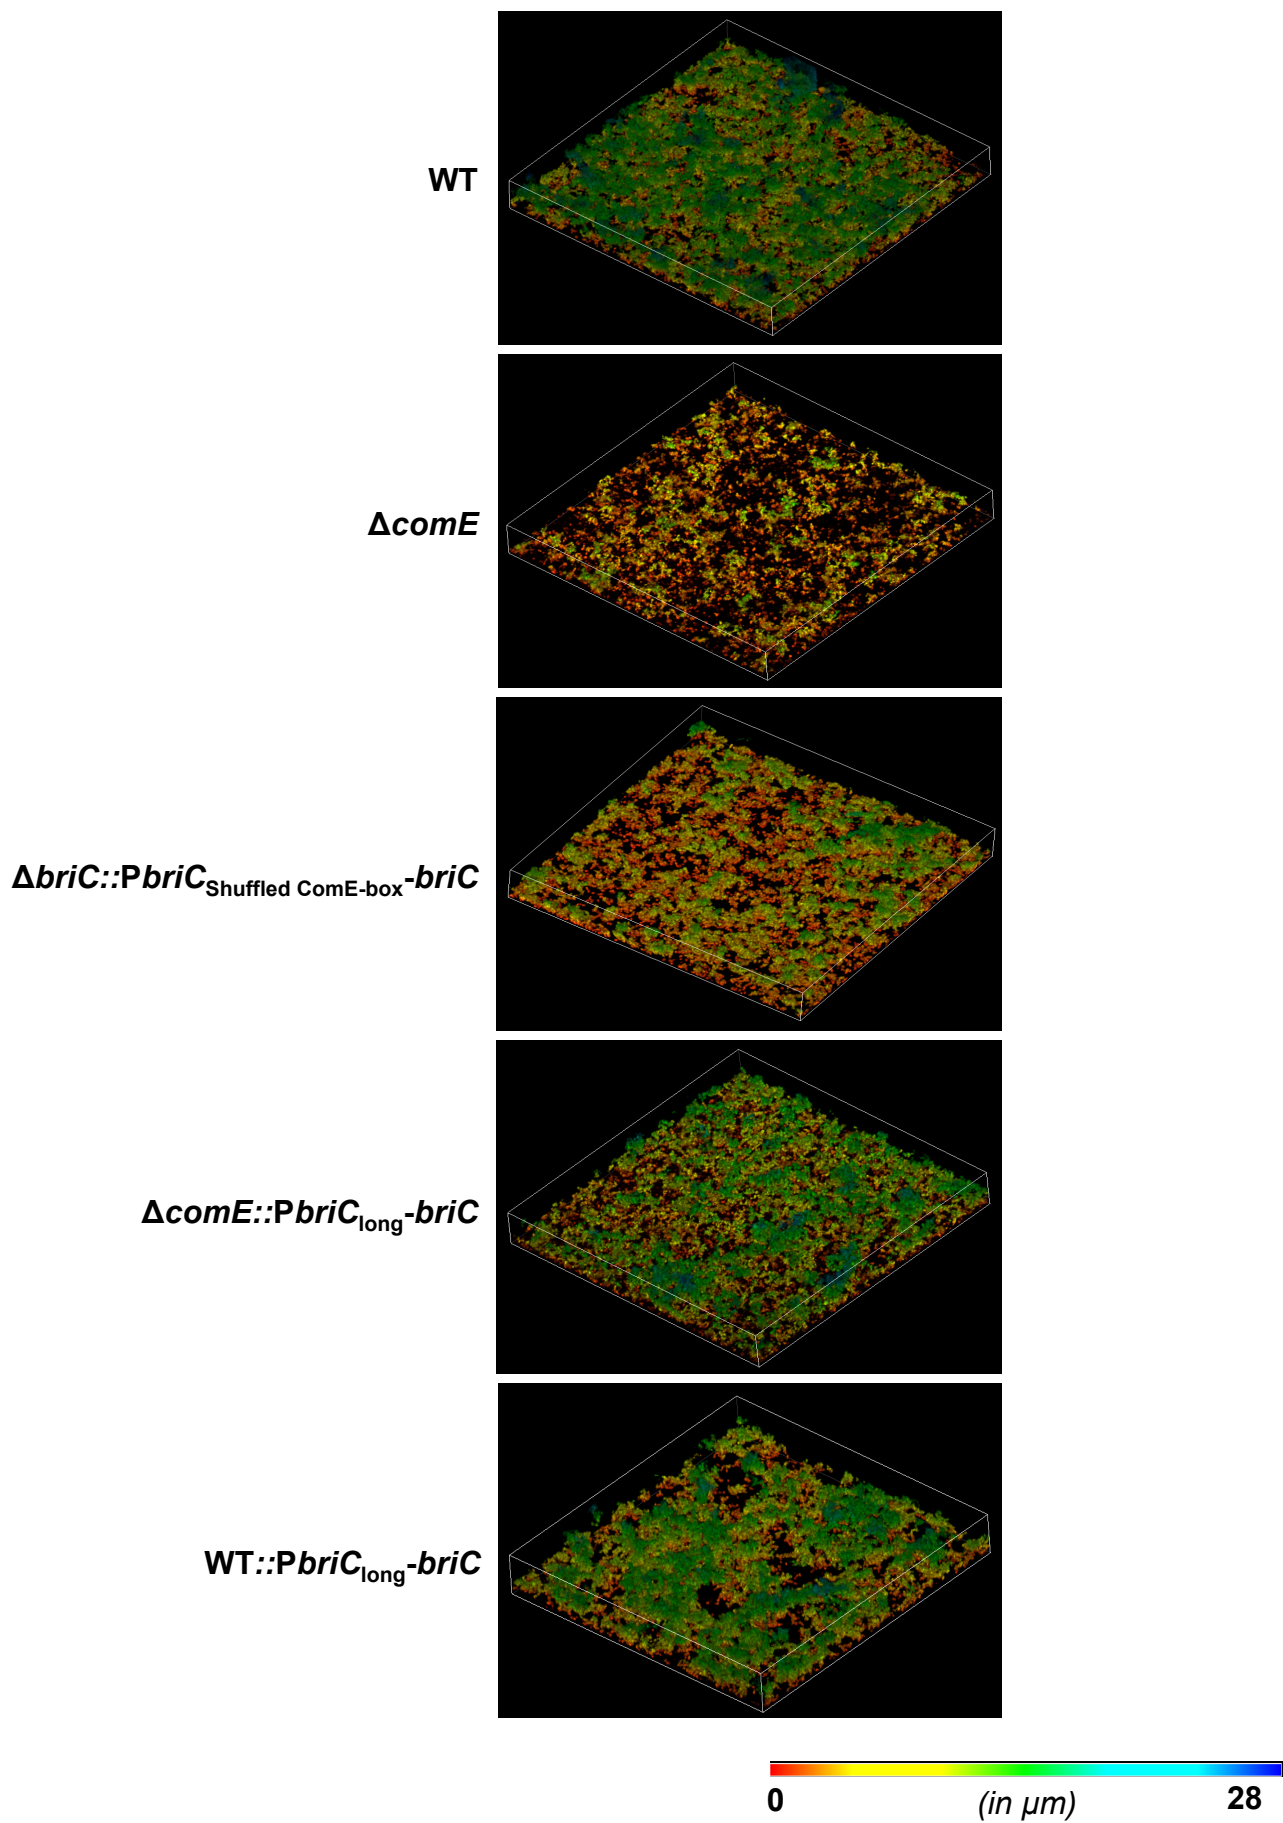 WT
ΔcomE
ΔbriC::PbriCShuffled ComE-box-briC
ΔcomE::PbriClong-briC
WT::PbriClong-briC
0 (in μm) 28